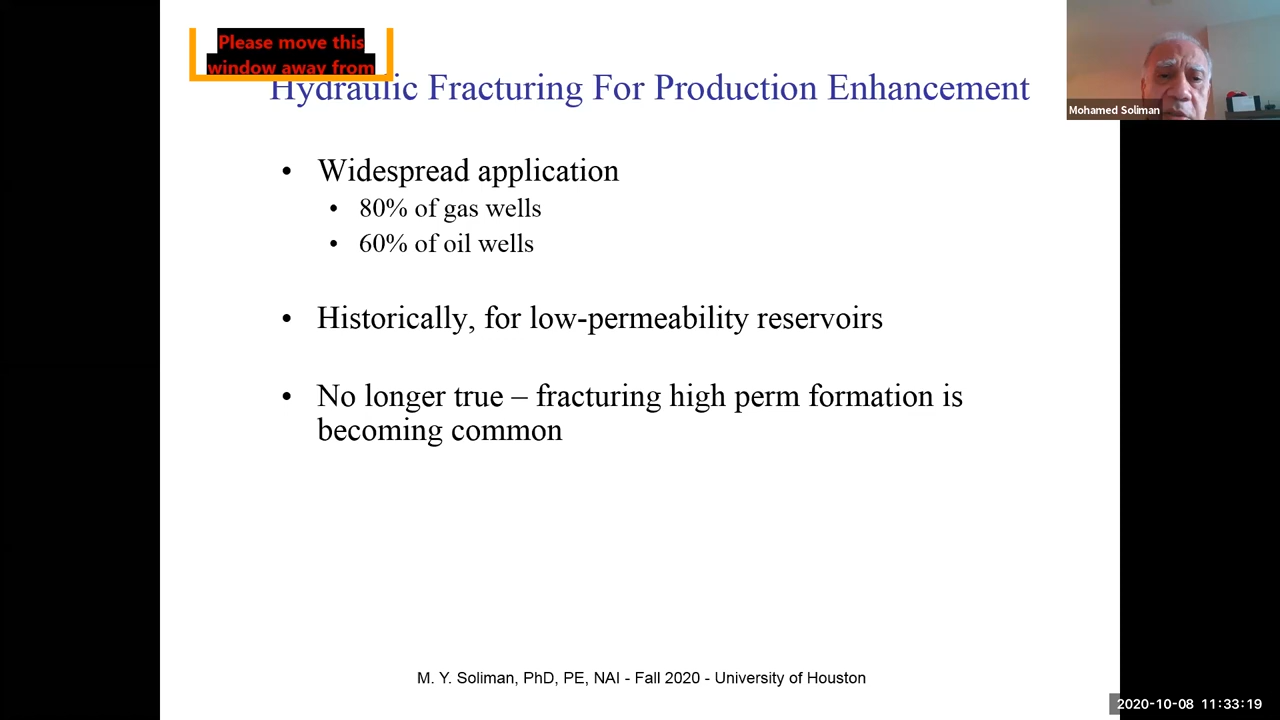 Please move this
window away from
Hydraulic Fracturing For Production Enhancement
Mohamed Soliman
• Widespread application
• 80% of gas wells
• 60% of oil wells
• Historically, for low-permeability reservoirs
• No longer true – fracturing high perm formation is
becoming common
M. Y. Soliman, PhD, PE, NAI - Fall 2020 - University of Houston
2020-10-08 11:33:19